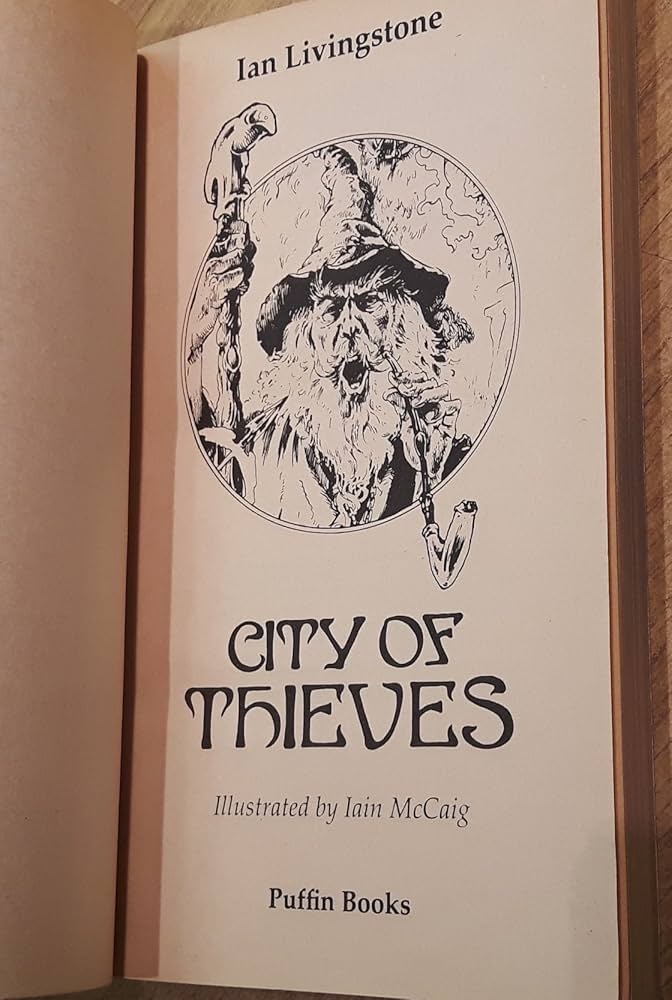 Ian Livingstone
CITY OF
THIEVES
Illustrated by Iain McCaig
Puffin Books